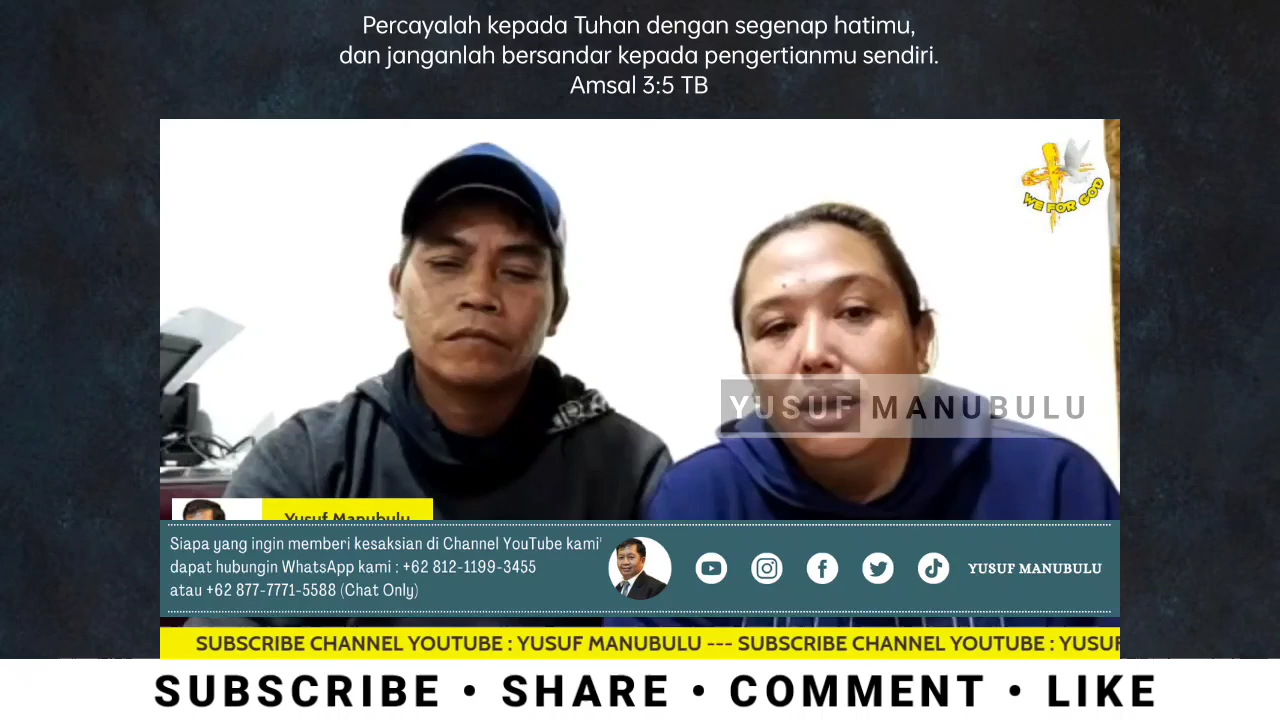 Percayalah kepada Tuhan dengan segenap hatimu,
dan janganlah bersandar kepada pengertianmu sendiri.
Amsal 3:5 TB
WE FOR GOD
YUSUF MANUBULU
Yusuf Manubulu
Siapa yang ingin memberi kesaksian di Channel YouTube kami'
dapat hubungin WhatsApp kami : +62 812-1199-3455
atau +62 877-7771-5588 (Chat Only)
YUSUF MANUBULU
SUBSCRIBE CHANNEL YOUTUBE : YUSUF MANUBULU --- SUBSCRIBE CHANNEL YOUTUBE : YUSUF
SUBSCRIBE • SHARE • COMMENT • LIKE